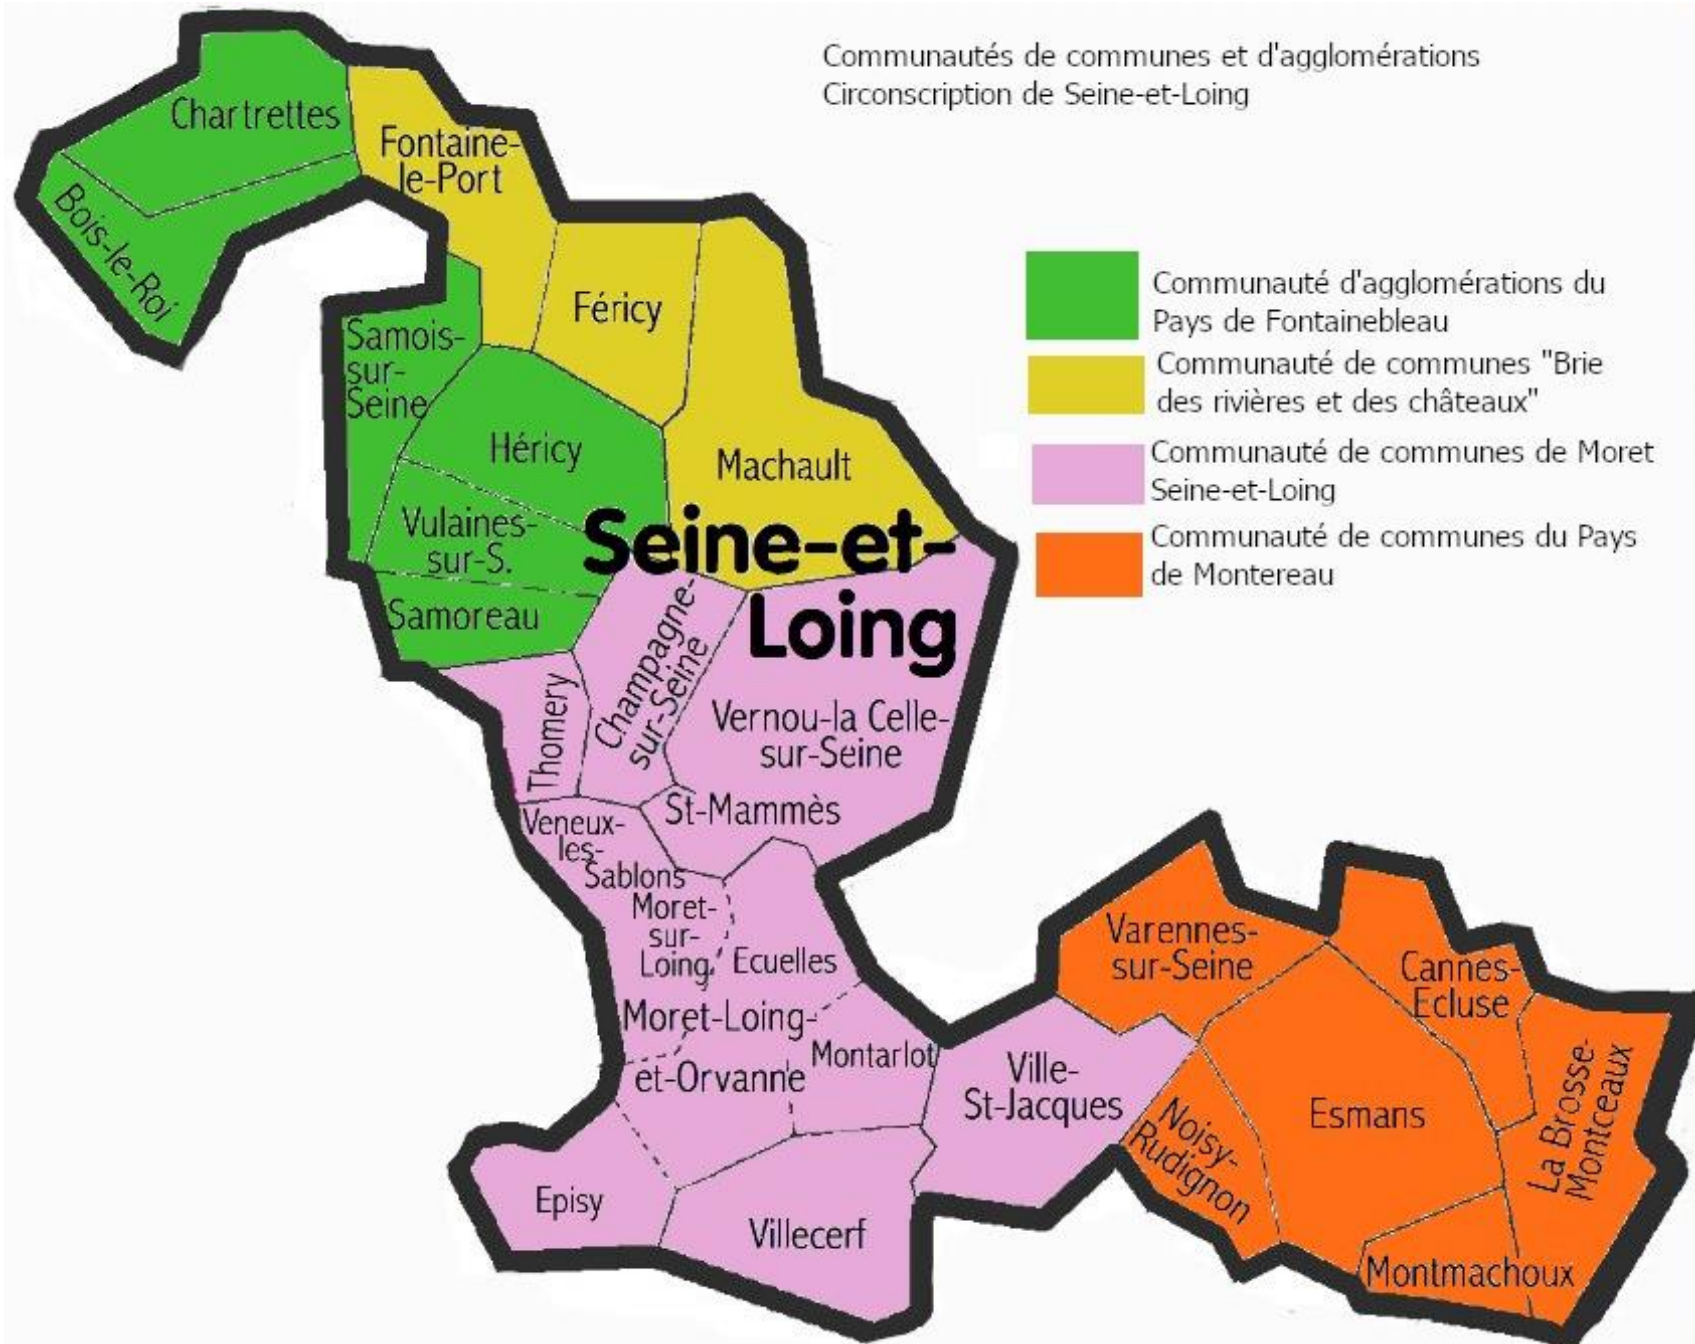 Communautés de communes et d'agglomérations
Circonscription de Seine-et-Loing
Chartrettes
Bois-le-Roi
Fontaine-
le-Port
Féricy
Machault
Samois-
sur-
Seine
Héricy
Vulaines-
sur-S.
Samoreau
Seine-et-
Loing
Communauté d'agglomérations du
Pays de Fontainebleau
Communauté de communes "Brie
des rivières et des châteaux"
Communauté de communes de Moret
Seine-et-Loing
Communauté de communes du Pays
de Montereau
Thomery
Champagne-
sur-Seine
Vernou-la Celle-
sur-Seine
St-Mammès
Veneux-
les-
Sablons
Moret-
sur-
Loing
Ecuelles
Moret-Loing-
et-Orvanne
Montarlot
Episy
Villecerf
Ville-
St-Jacques
Varennes-
sur-Seine
Cannes-
Ecluse
La Brosse-
Montceaux
Esmans
Noisy-
Rudignon
Montmachoux